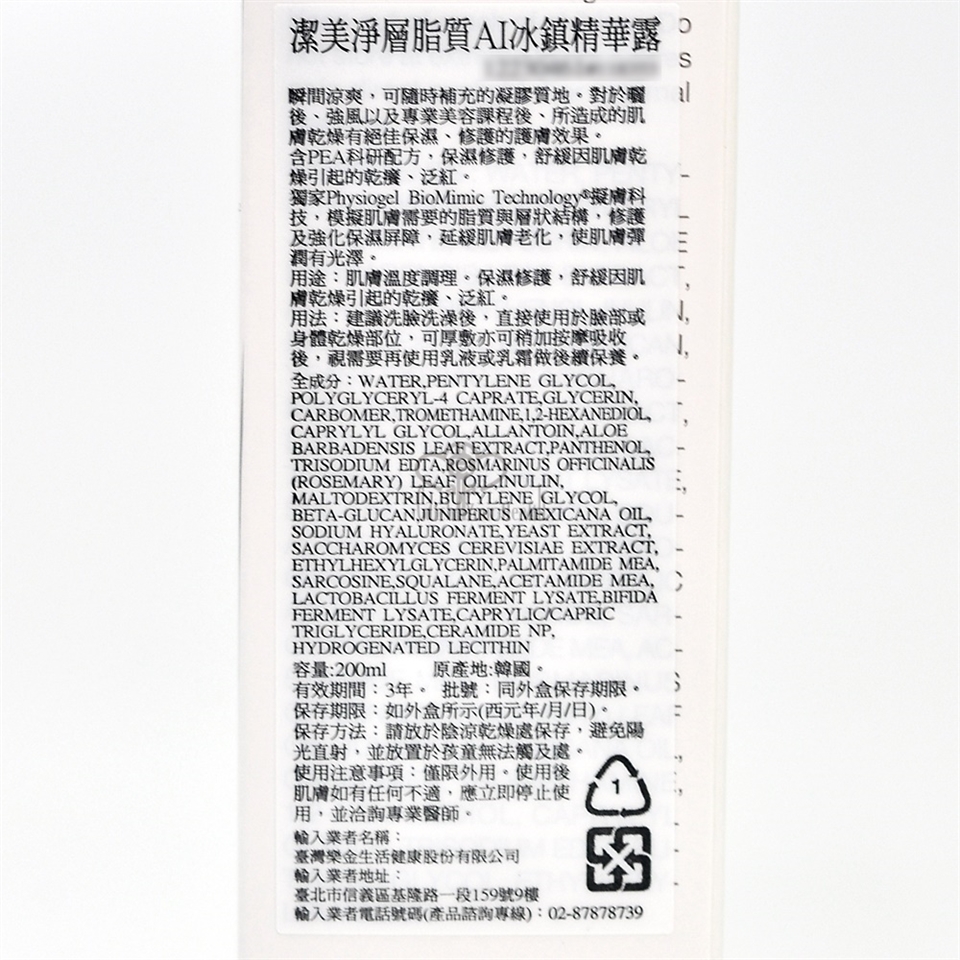 潔美淨層脂質AI冰鎮精華露
瞬間涼爽，可隨時補充的凝膠質地。對於曬
後、強風以及專業美容課程後、所造成的肌
膚乾燥有絕佳保濕、修護的護膚效果。
含PEA科研配方，保濕修護，舒緩因肌膚乾
燥引起的乾癢、泛紅。
獨家Physiogel BioMimic Technology®擬膚科
技，模擬肌膚需要的脂質與層狀結構，修護
及強化保濕屏障，延緩肌膚老化，使肌膚彈
潤有光澤。
用途：肌膚溫度調理。保濕修護，舒緩因肌
膚乾燥引起的乾癢、泛紅。
用法：建議洗臉洗澡後，直接使用於臉部或
身體乾燥部位，可厚敷亦可稍加按摩吸收
後，視需要再使用乳液或乳霜做後續保養。
全成分：WATER,PENTYLENE GLYCOL,
POLYGLYCERYL-4 CAPRATE,GLYCERIN,
CARBOMER,TROMETHAMINE,1,2-HEXANEDIOL,
CAPRYLYL GLYCOL,ALLANTOIN,ALOE
BARBADENSIS LEAF EXTRACT,PANTHENOL,
TRISODIUM EDTA,ROSMARINUS OFFICINALIS
(ROSEMARY) LEAF OIL,INULIN,
MALTODEXTRIN,BUTYLENE GLYCOL,
BETA-GLUCAN,JUNIPERUS MEXICANA OIL,
SODIUM HYALURONATE,YEAST EXTRACT,
SACCHAROMYCES CEREVISIAE EXTRACT,
ETHYLHEXYLGLYCERIN,PALMITAMIDE MEA,
SARCOSINE,SQUALANE,ACETAMIDE MEA,
LACTOBACILLUS FERMENT LYSATE,BIFIDA
FERMENT LYSATE,CAPRYLIC/CAPRIC
TRIGLYCERIDE,CERAMIDE NP,
HYDROGENATED LECITHIN
容量:200ml 原產地:韓國。
有效期間：3年。 批號：同外盒保存期限。
保存期限：如外盒所示(西元年/月/日)。
保存方法：請放於陰涼乾燥處保存，避免陽
光直射，並放置於孩童無法觸及處。
使用注意事項：僅限外用。使用後
肌膚如有任何不適，應立即停止使
用，並洽詢專業醫師。
1
輸入業者名稱：
臺灣樂金生活健康股份有限公司
輸入業者地址：
臺北市信義區基隆路一段159號9樓
輸入業者電話號碼(產品諮詢專線)：02-87878739